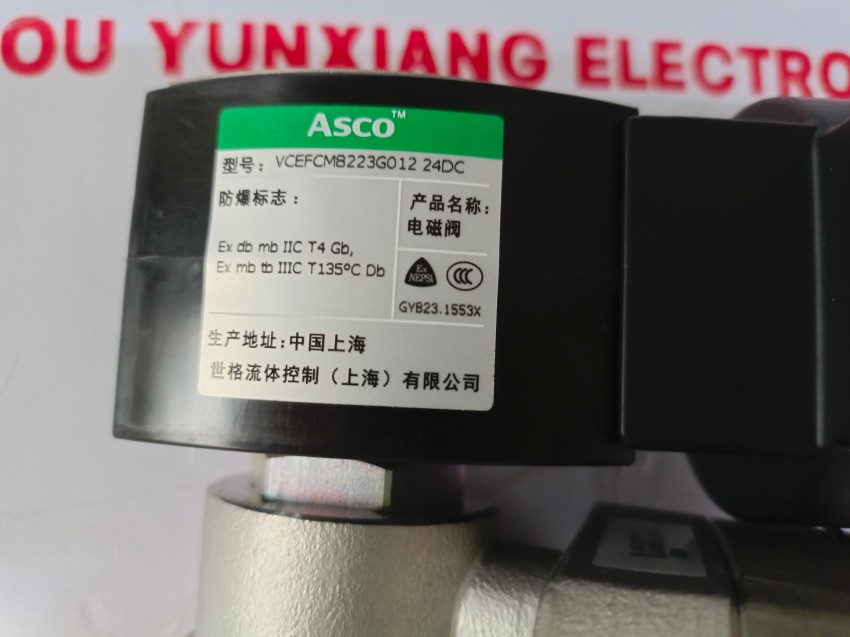 OU YUNXIANG ELECTRO
ASCO™
型号: VCEFCM8223G012 24DC
防爆标志:
Ex db mb IIC T4 Gb,
Ex mb tb IIIC T135°C Db
产品名称:
电磁阀
Ex
NEPSI
CCC
GYB23.1553X
生产地址:中国上海
世格流体控制(上海)有限公司